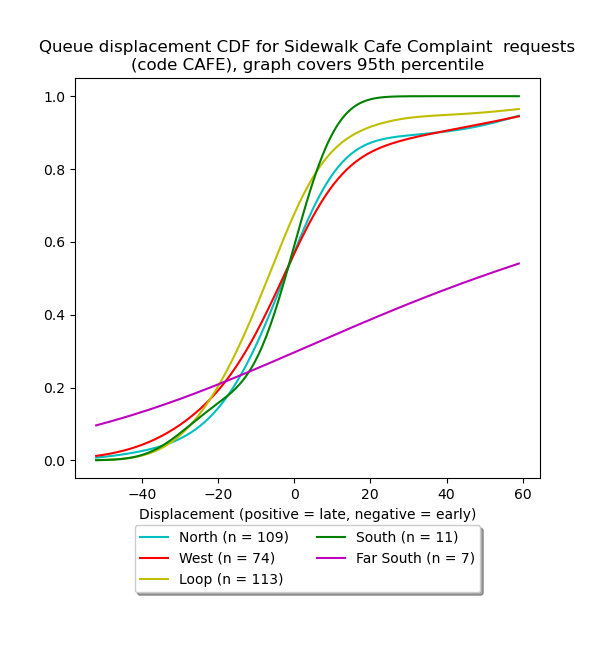 Queue displacement CDF for Sidewalk Cafe Complaint  requests
(code CAFE), graph covers 95th percentile
1.0
0.8
0.6
0.4
0.2
0.0
−40 −20 0 20 40 60
Displacement (positive = late, negative = early)
North (n = 109)
West (n = 74)
Loop (n = 113)
South (n = 11)
Far South (n = 7)